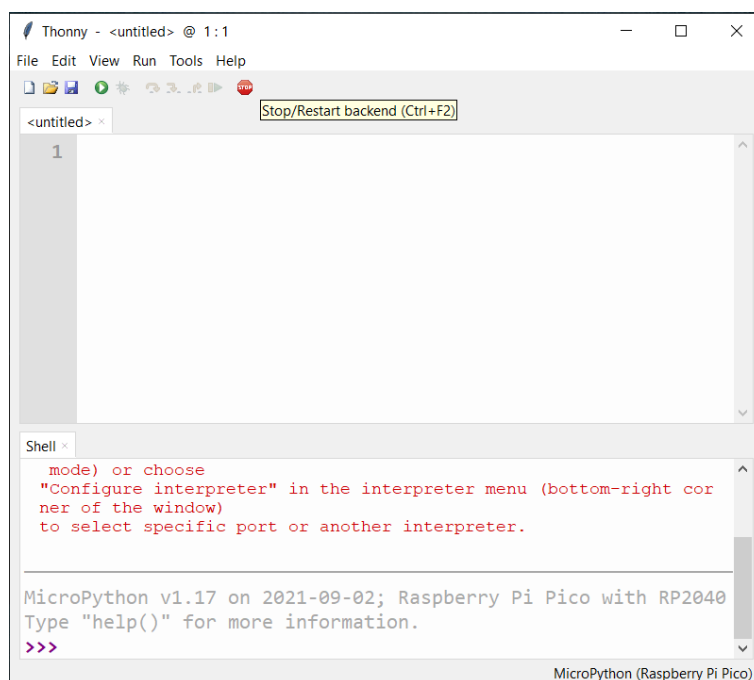 Thonny - <untitled> @ 1:1
File Edit View Run Tools Help
STOP
Stop/Restart backend (Ctrl+F2)
<untitled> ×
1
Shell ×
mode) or choose
"Configure interpreter" in the interpreter menu (bottom-right cor
ner of the window)
to select specific port or another interpreter.
MicroPython v1.17 on 2021-09-02; Raspberry Pi Pico with RP2040
Type "help()" for more information.
>>>
MicroPython (Raspberry Pi Pico)